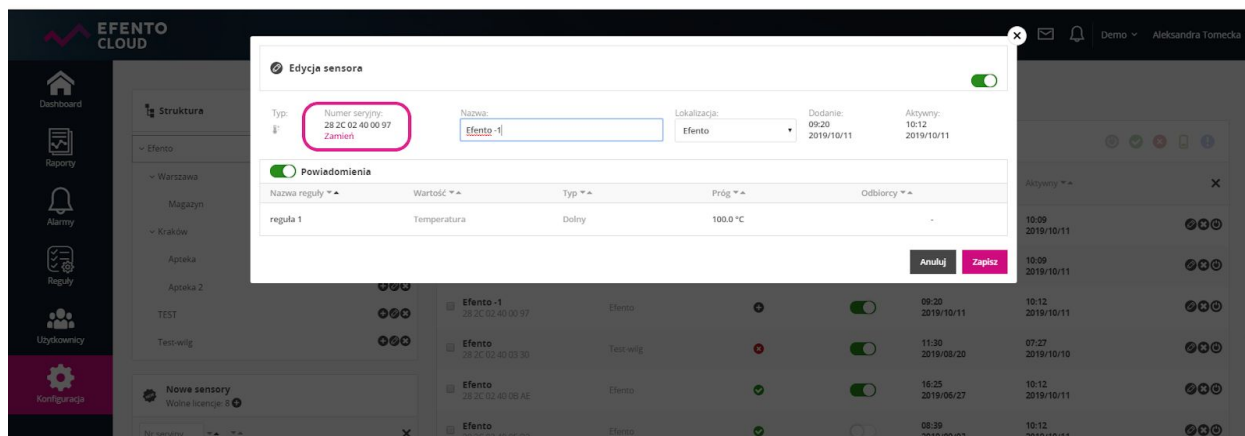 EFENTO
CLOUD
Demo
Aleksandra Tomecka
Dashboard
Raporty
Alarmy
Reguły
Użytkownicy
Konfiguracja
Struktura
Efento
Warszawa
Magazyn
Kraków
Apteka
Apteka 2
TEST
Test-wilg
Nowe sensory
Wolne licencje: 8
Nr seryjny
Edycja sensora
Typ:
Numer seryjny:
28 2C 02 40 00 97
Zamień
Nazwa:
Efento -1
Lokalizacja:
Efento
Dodanie:
09:20
2019/10/11
Aktywny:
10:12
2019/10/11
Powiadomienia
Nazwa reguły Wartość Typ Próg Odbiorcy
reguła 1 Temperatura Dolny 100.0 °C -
Anuluj Zapisz
Aktywny
10:09
2019/10/11
10:09
2019/10/11
Efento -1
28 2C 02 40 00 97
Efento
09:20
2019/10/11
10:12
2019/10/11
Efento
28 2C 02 40 03 30
Test-wilg
11:30
2019/08/20
07:27
2019/10/10
Efento
28 2C 02 40 0B AE
Efento
16:25
2019/06/27
10:12
2019/10/11
Efento
Efento
08:39
10:12